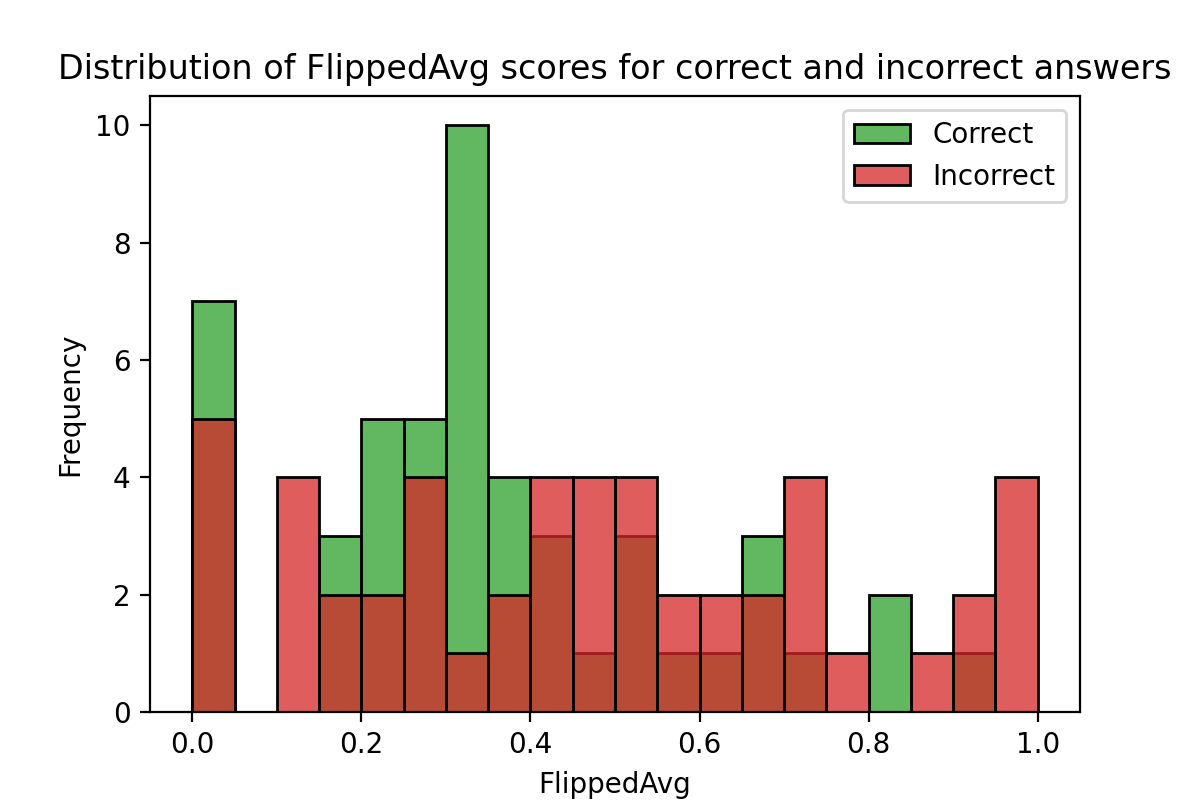 Distribution of FlippedAvg scores for correct and incorrect answers
Correct
Incorrect
Frequency
10
8
6
4
2
0
0.0 0.2 0.4 0.6 0.8 1.0
FlippedAvg